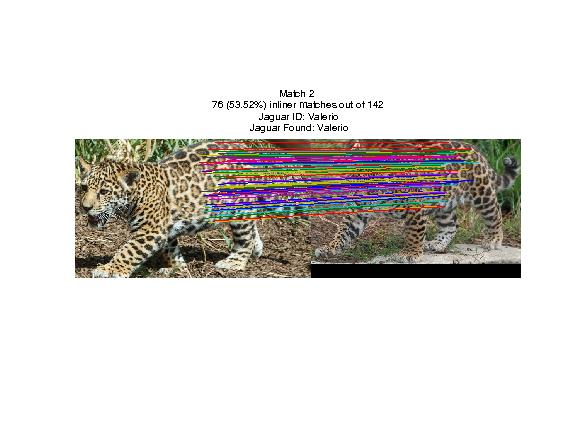 Match 2
76 (53.52%) inliner matches out of 142
Jaguar ID: Valerio
Jaguar Found: Valerio